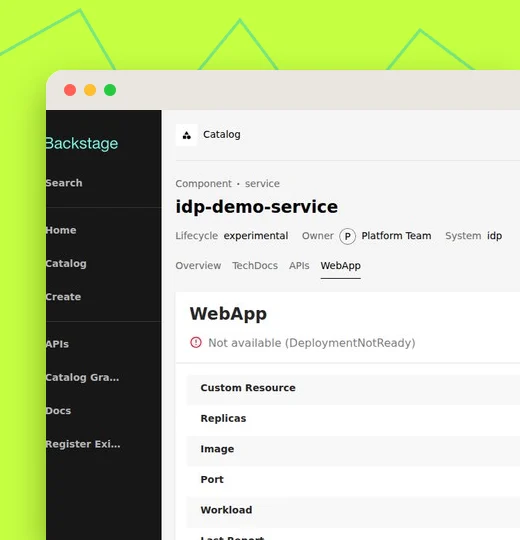 Backstage
Search
Home
Catalog
Create
APIs
Catalog Gra...
Docs
Register Exi...
Catalog
Component • service
idp-demo-service
Lifecycle experimental Owner P Platform Team System idp
Overview TechDocs APIs WebApp
WebApp
Not available (DeploymentNotReady)
Custom Resource
Replicas
Image
Port
Workload
Last Report